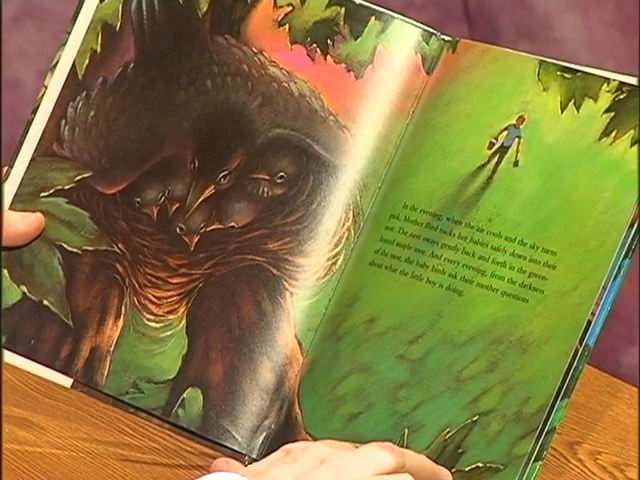 In the evening, when the air cools and the sky turns
pink, Mother Bird tucks her babies safely down into their
nest. The nest sways gently back and forth in the green-
leaved maple tree. And every evening, from the darkness
of the nest, the baby birds ask their mother questions
about what the little boy is doing.